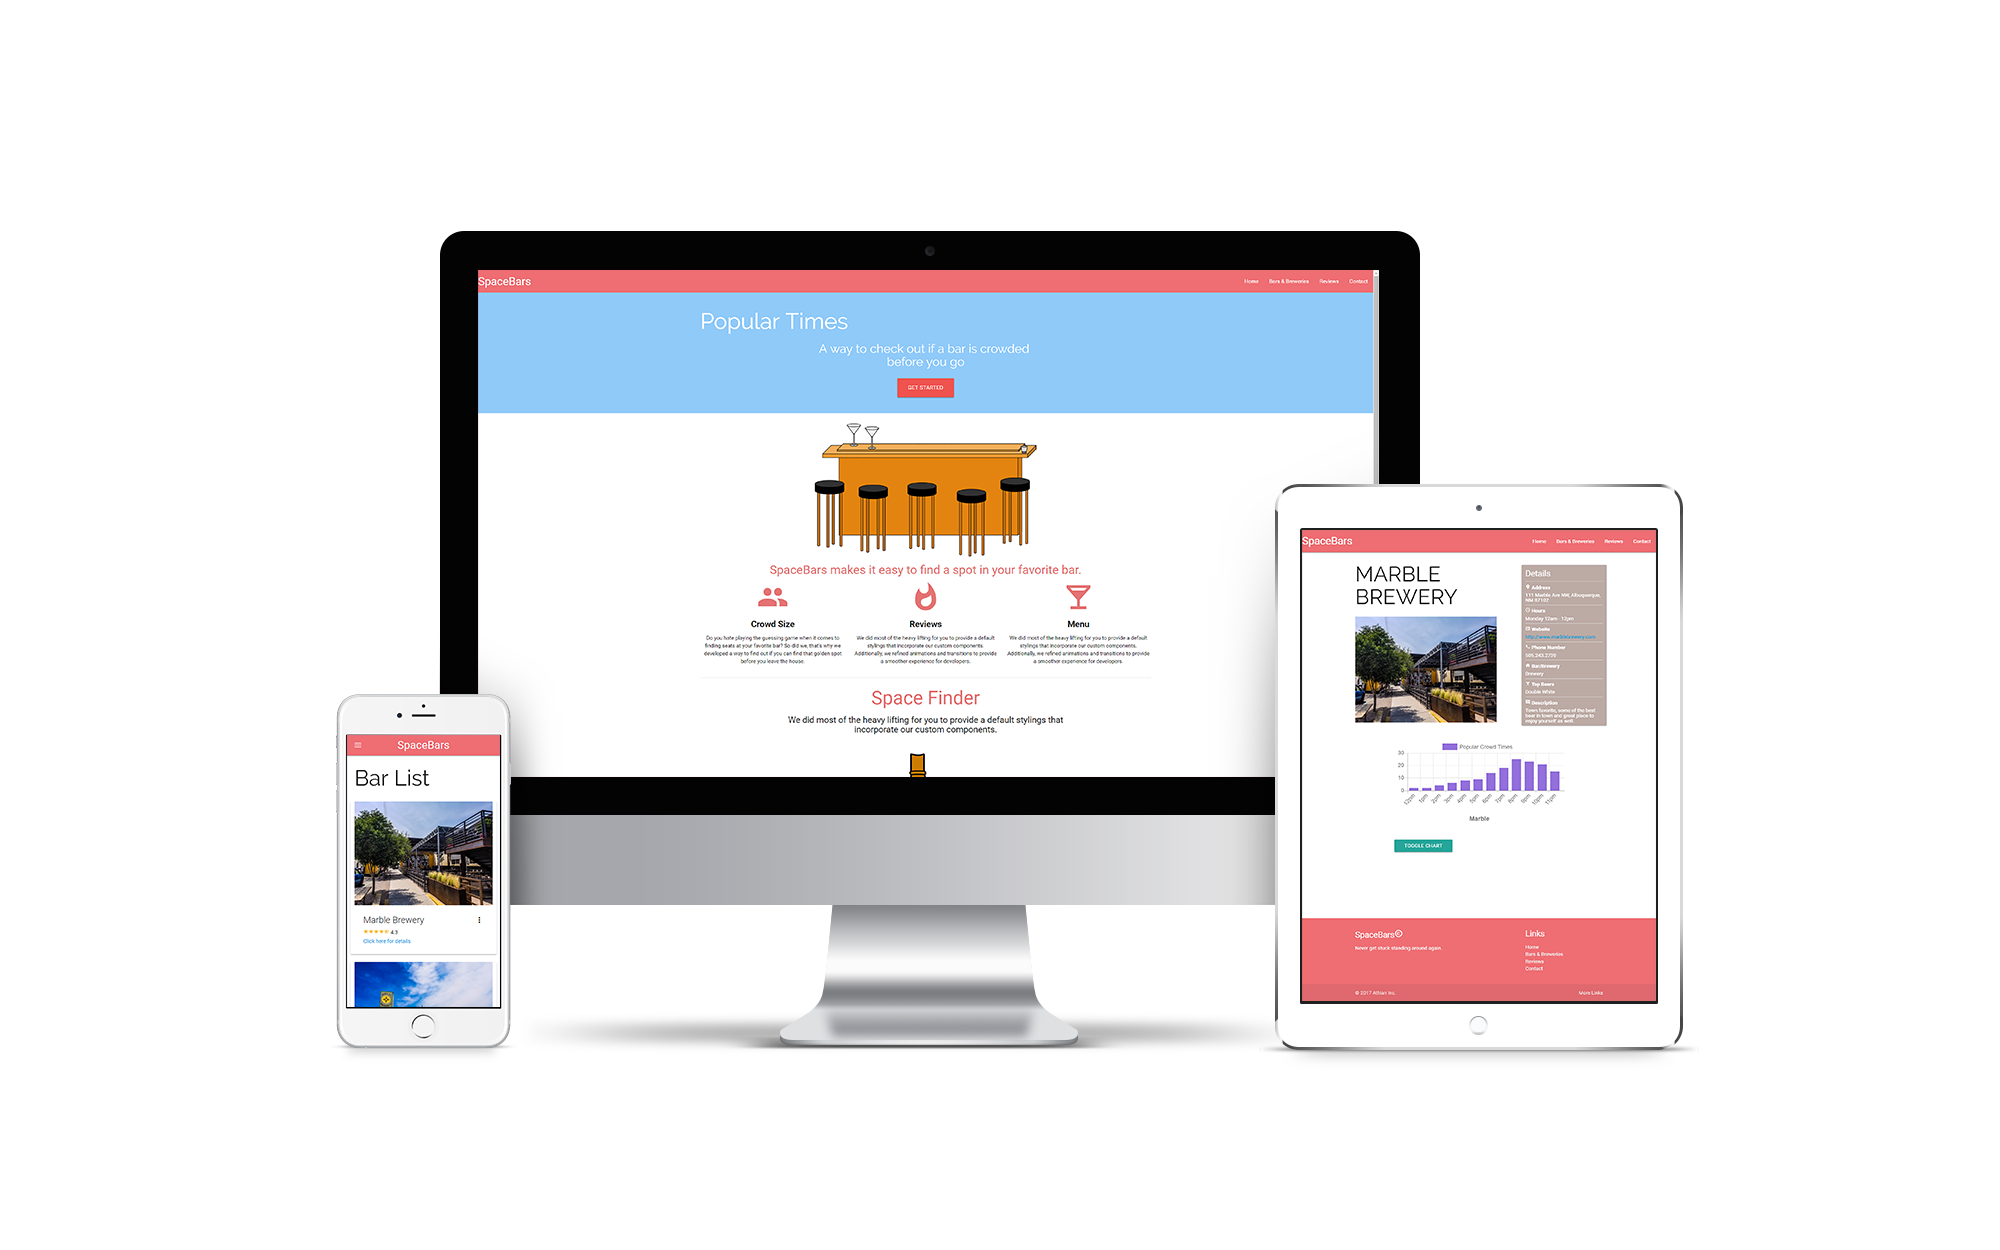 SpaceBars
Home Bars & Breweries Reviews Contact
Popular Times
A way to check out if a bar is crowded
before you go
GET STARTED
SpaceBars makes it easy to find a spot in your favorite bar.
Crowd Size
Do you hate playing the guessing game when it comes to
finding seats at your favorite bar? So did we, that's why we
developed a way to find out if you can find that golden spot
before you leave the house.
Reviews
We did most of the heavy lifting for you to provide a default
stylings that incorporate our custom components.
Additionally, we refined animations and transitions to provide
a smoother experience for developers.
Menu
We did most of the heavy lifting for you to provide a default
stylings that incorporate our custom components.
Additionally, we refined animations and transitions to provide
a smoother experience for developers.
Space Finder
We did most of the heavy lifting for you to provide a default stylings that
incorporate our custom components.
SpaceBars
Bar List
Marble Brewery
4.3
Click here for details
SpaceBars
Home Bars & Breweries Reviews Contact
MARBLE
BREWERY
Details
Address
111 Marble Ave NW, Albuquerque,
NM 87102
Hours
Monday 12am - 12pm
Website
http://www.marblebrewery.com
Phone Number
505.243.2739
Bar/Brewery
Brewery
Top Beers
Double White
Description
Town favorite, some of the best
beer in town and great place to
enjoy yourself as well.
Popular Crowd Times
30
20
10
0
12pm 1pm 2pm 3pm 4pm 5pm 6pm 7pm 8pm 9pm 10pm 11pm
Marble
TOGGLE CHART
SpaceBars
Never get stuck standing around again.
Links
Home
Bars & Breweries
Reviews
Contact
© 2017 Athian Inc.
More Links